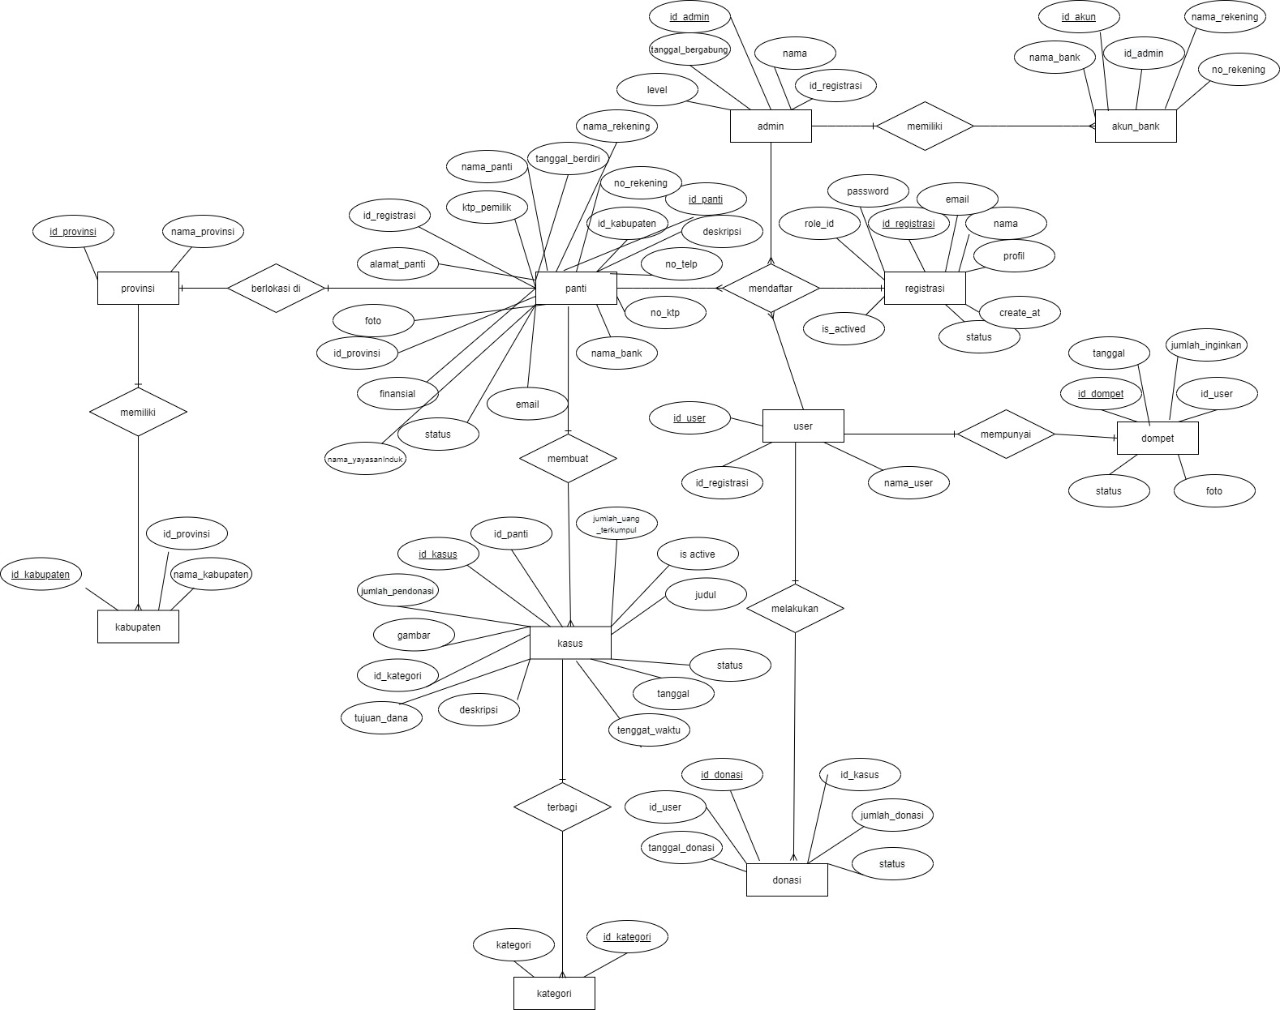 id_admin
tanggal_bergabung
nama
level
id_registrasi
admin
memiliki
id_akun
nama_rekening
nama_bank
id_admin
no_rekening
akun_bank
nama_rekening
tanggal_berdiri
nama_panti
no_rekening
id_panti
ktp_pemilik
id_registrasi
id_kabupaten
deskripsi
alamat_panti
no_telp
panti
foto
no_ktp
id_provinsi
nama_bank
finansial
email
status
nama_yayasanInduk
id_provinsi
nama_provinsi
provinsi
berlokasi di
memiliki
id_provinsi
id_kabupaten
nama_kabupaten
kabupaten
mendaftar
password
email
role_id
id_registrasi
nama
profil
registrasi
create_at
is_actived
status
id_user
user
id_registrasi
nama_user
mempunyai
tanggal
jumlah_inginkan
id_dompet
id_user
dompet
status
foto
membuat
jumlah_uang
_terkumpul
id_panti
id_kasus
is active
jumlah_pendonasi
judul
gambar
kasus
id_kategori
status
tanggal
tujuan_dana
deskripsi
tenggat_waktu
melakukan
terbagi
id_donasi
id_kasus
id_user
jumlah_donasi
tanggal_donasi
status
donasi
kategori
id_kategori
kategori